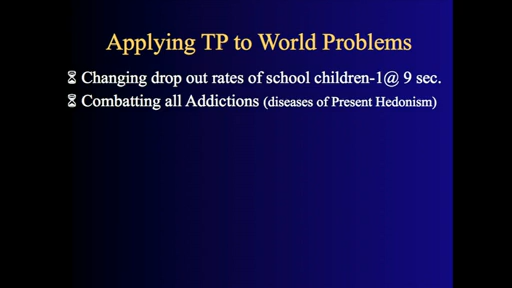 Applying TP to World Problems
⌛ Changing drop out rates of school children-1@ 9 sec.
⌛ Combatting all Addictions (diseases of Present Hedonism)